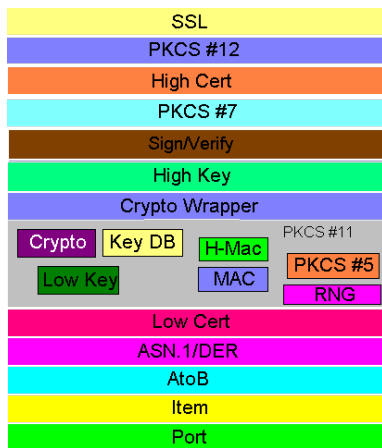 SSL
PKCS #12
High Cert
PKCS #7
Sign/Verify
High Key
Crypto Wrapper
PKCS #11
Crypto
Key DB
H-Mac
PKCS #5
Low Key
MAC
RNG
Low Cert
ASN.1/DER
AtoB
Item
Port